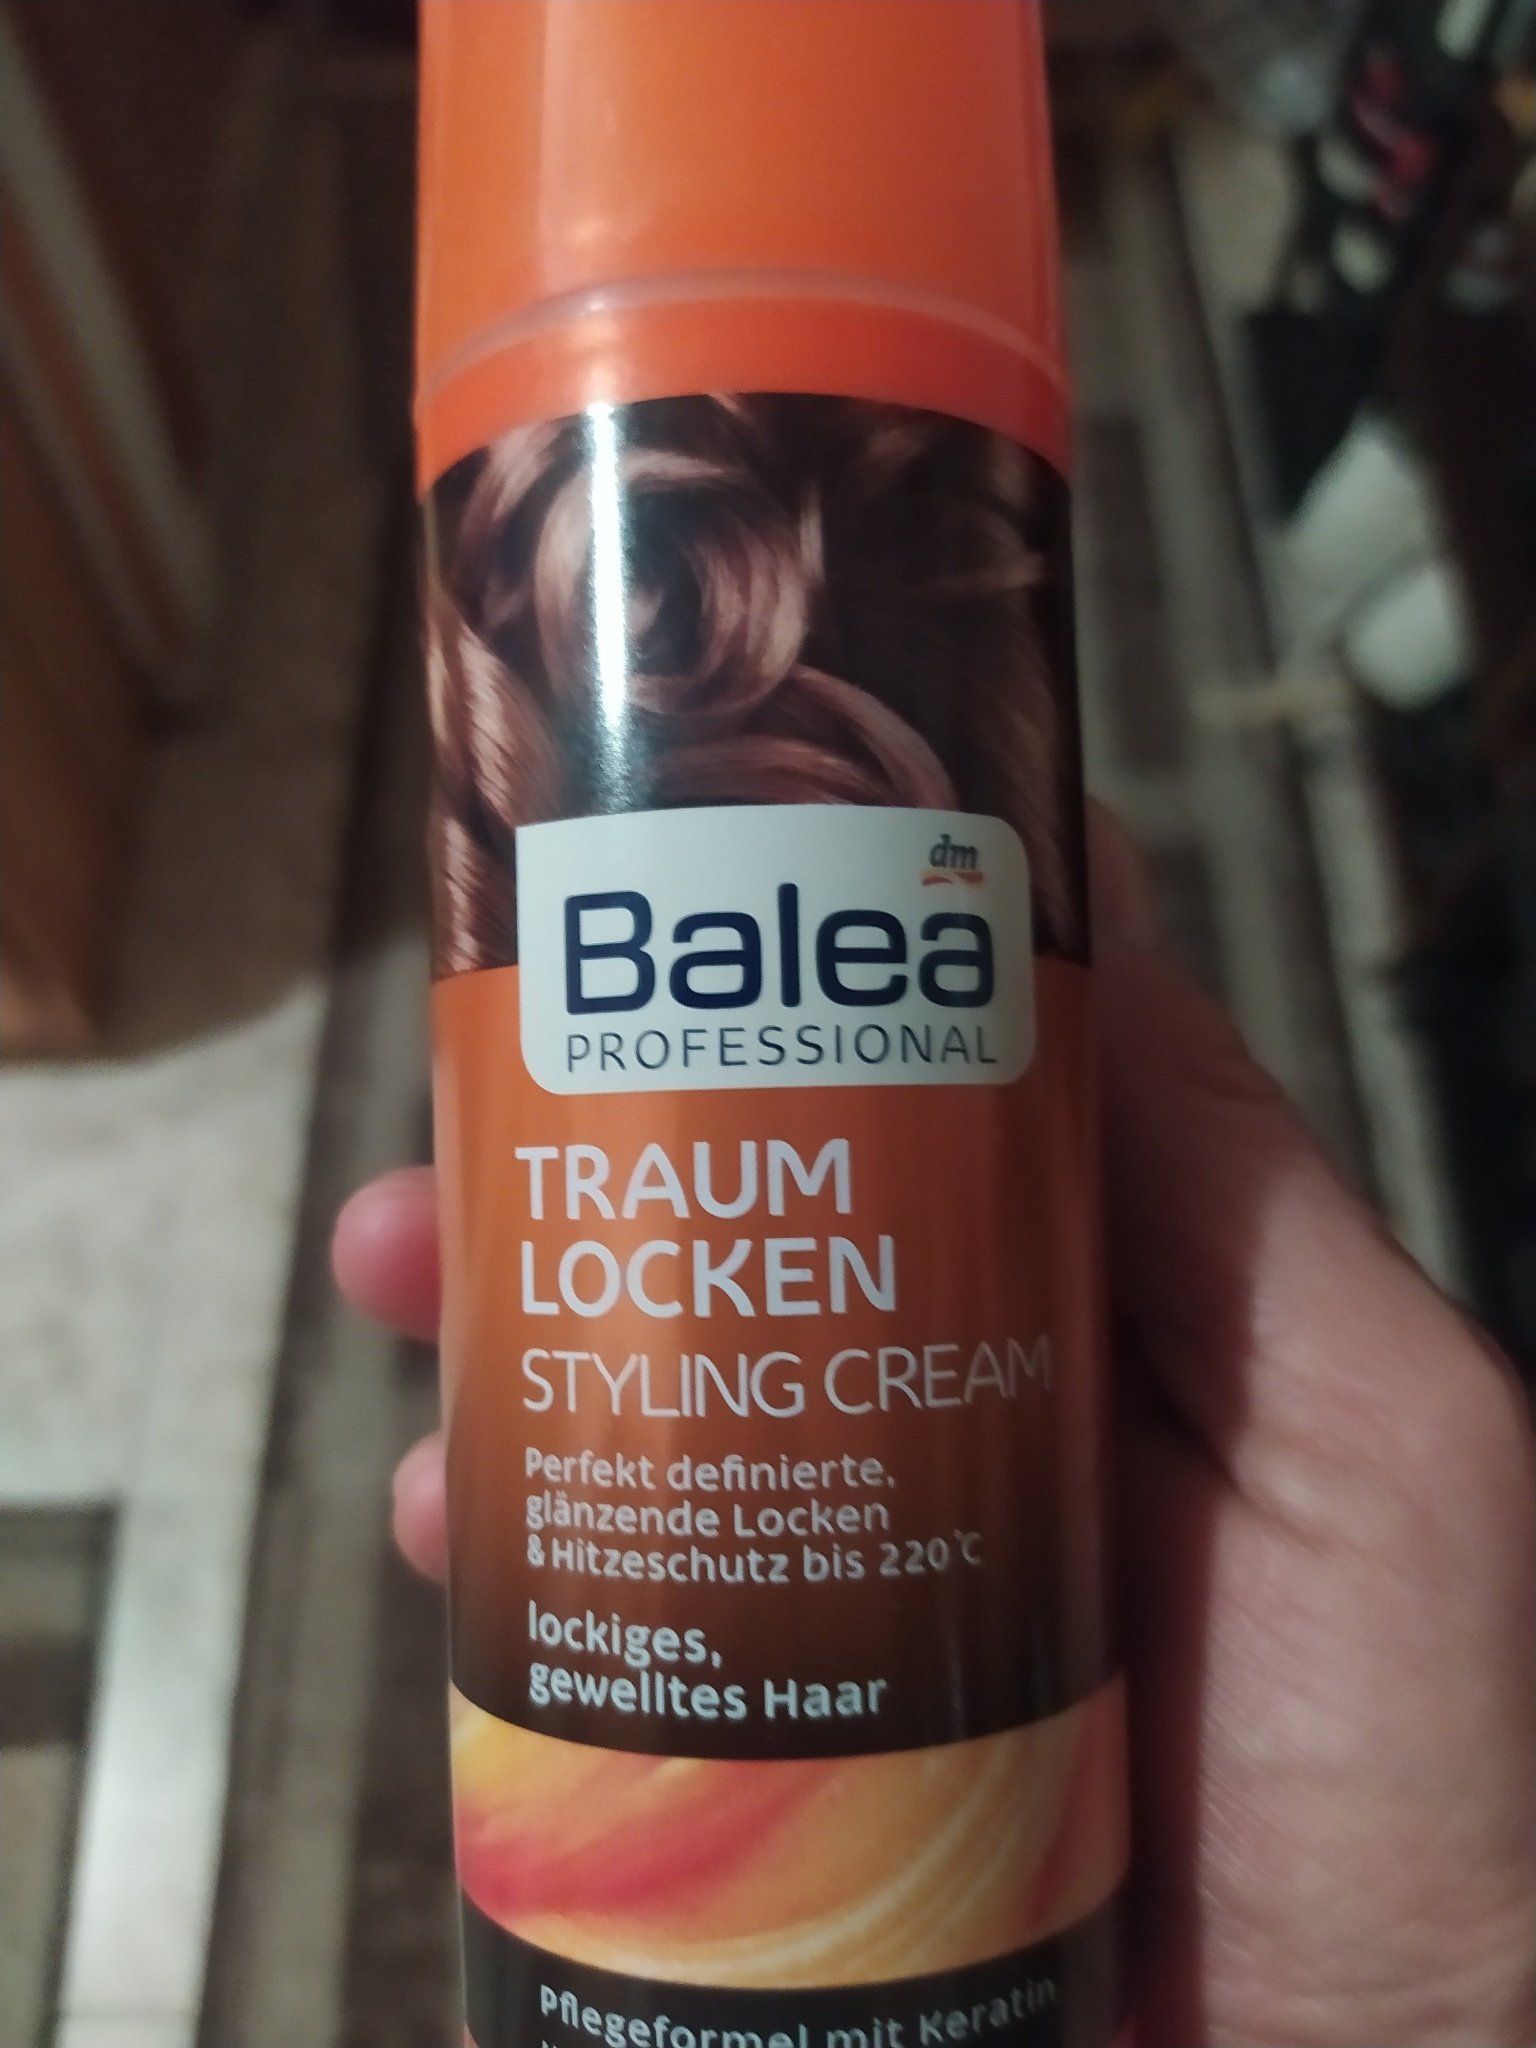 dm
Balea
PROFESSIONAL
TRAUM
LOCKEN
STYLING CREAM
Perfekt definierte,
glänzende Locken
& Hitzeschutz bis 220°C
lockiges,
gewelltes Haar
Pflegeformel mit Keratin